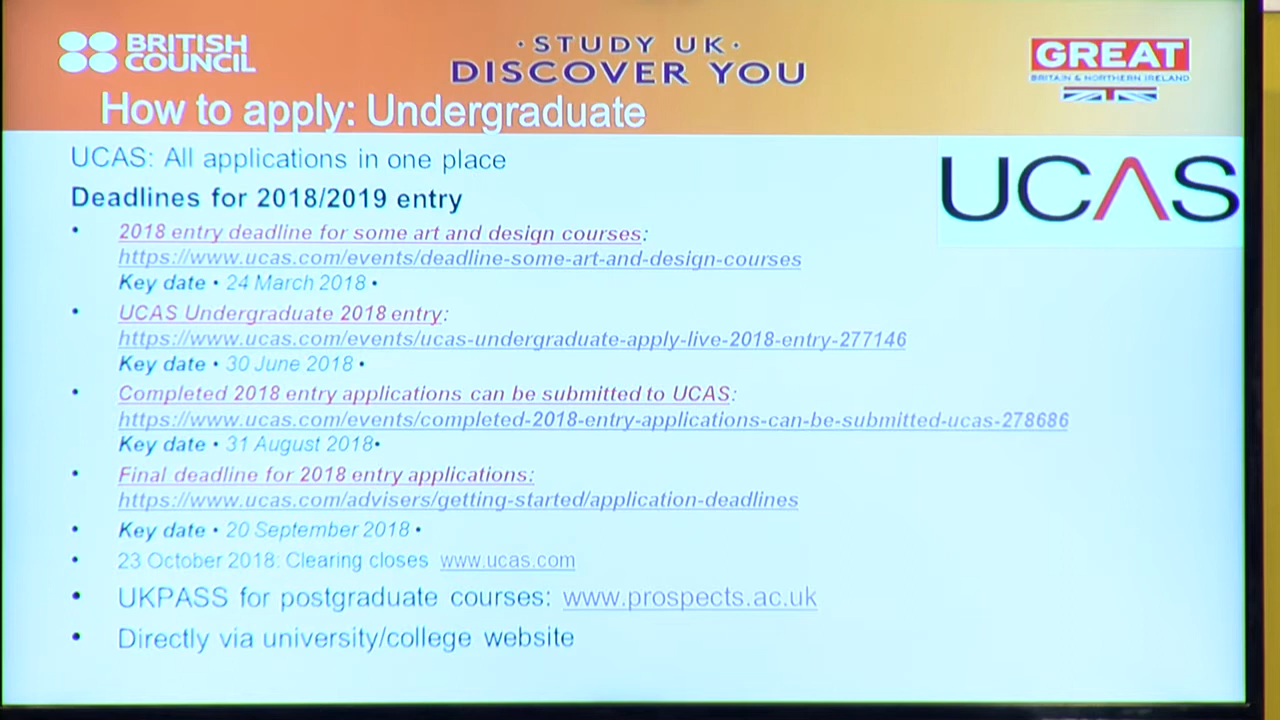 BRITISH
COUNCIL
· STUDY UK ·
DISCOVER YOU
GREAT
BRITAIN & NORTHERN IRELAND
How to apply: Undergraduate
UCAS: All applications in one place
UCAS
Deadlines for 2018/2019 entry
• 2018 entry deadline for some art and design courses:
https://www.ucas.com/events/deadline-some-art-and-design-courses
Key date • 24 March 2018 •
• UCAS Undergraduate 2018 entry:
https://www.ucas.com/events/ucas-undergraduate-apply-live-2018-entry-277146
Key date • 30 June 2018 •
• Completed 2018 entry applications can be submitted to UCAS:
https://www.ucas.com/events/completed-2018-entry-applications-can-be-submitted-ucas-278686
Key date • 31 August 2018•
• Final deadline for 2018 entry applications:
https://www.ucas.com/advisers/getting-started/application-deadlines
• Key date • 20 September 2018 •
• 23 October 2018: Clearing closes www.ucas.com
• UKPASS for postgraduate courses: www.prospects.ac.uk
• Directly via university/college website